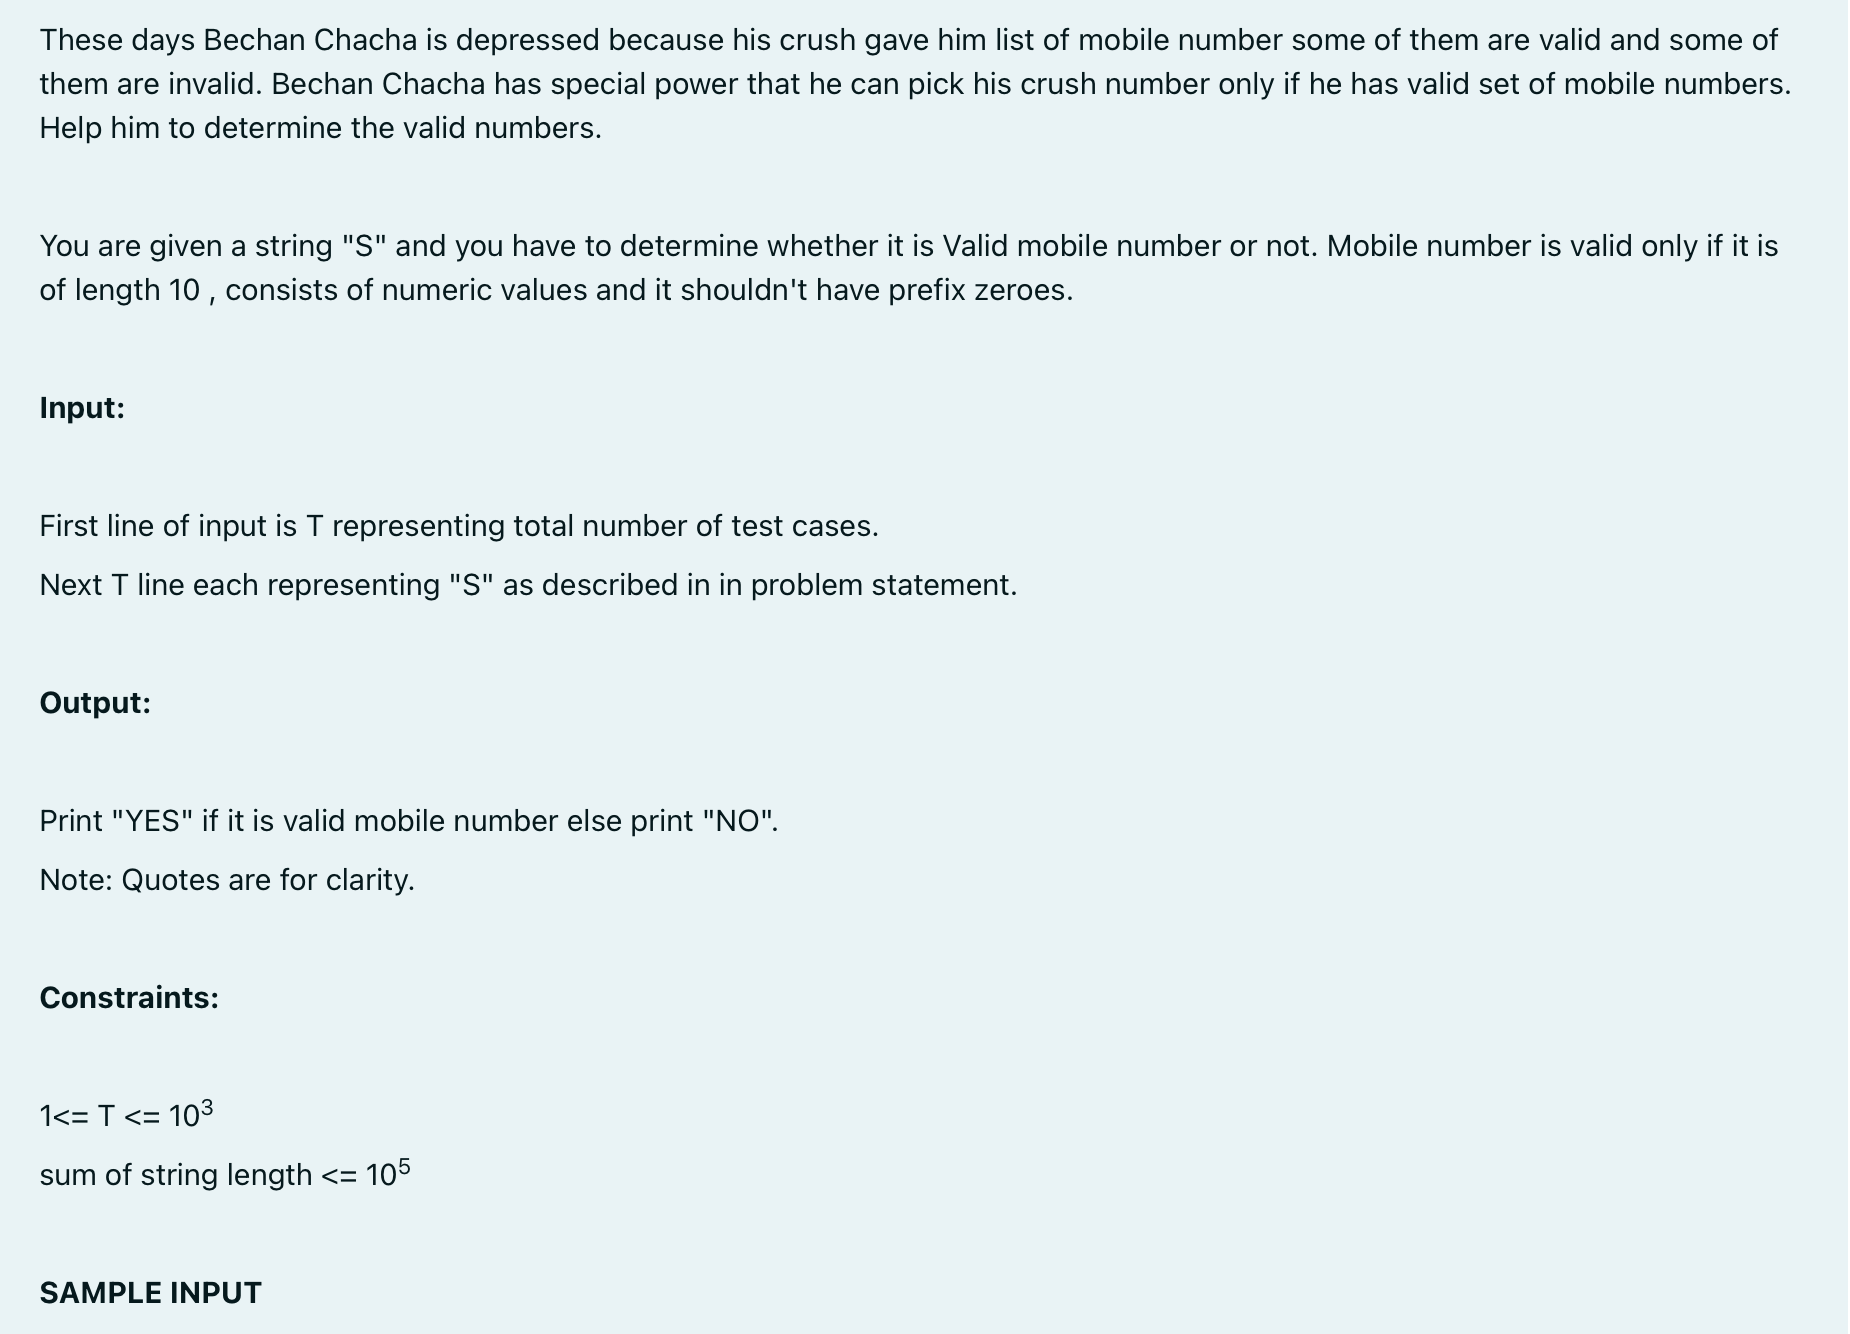 These days Bechan Chacha is depressed because his crush gave him list of mobile number some of them are valid and some of
them are invalid. Bechan Chacha has special power that he can pick his crush number only if he has valid set of mobile numbers.
Help him to determine the valid numbers.
You are given a string "S" and you have to determine whether it is Valid mobile number or not. Mobile number is valid only if it is
of length 10 , consists of numeric values and it shouldn't have prefix zeroes.
Input:
First line of input is T representing total number of test cases.
Next T line each representing "S" as described in in problem statement.
Output:
Print "YES" if it is valid mobile number else print "NO".
Note: Quotes are for clarity.
Constraints:
1<= T <= 10³
sum of string length <= 10⁵
SAMPLE INPUT